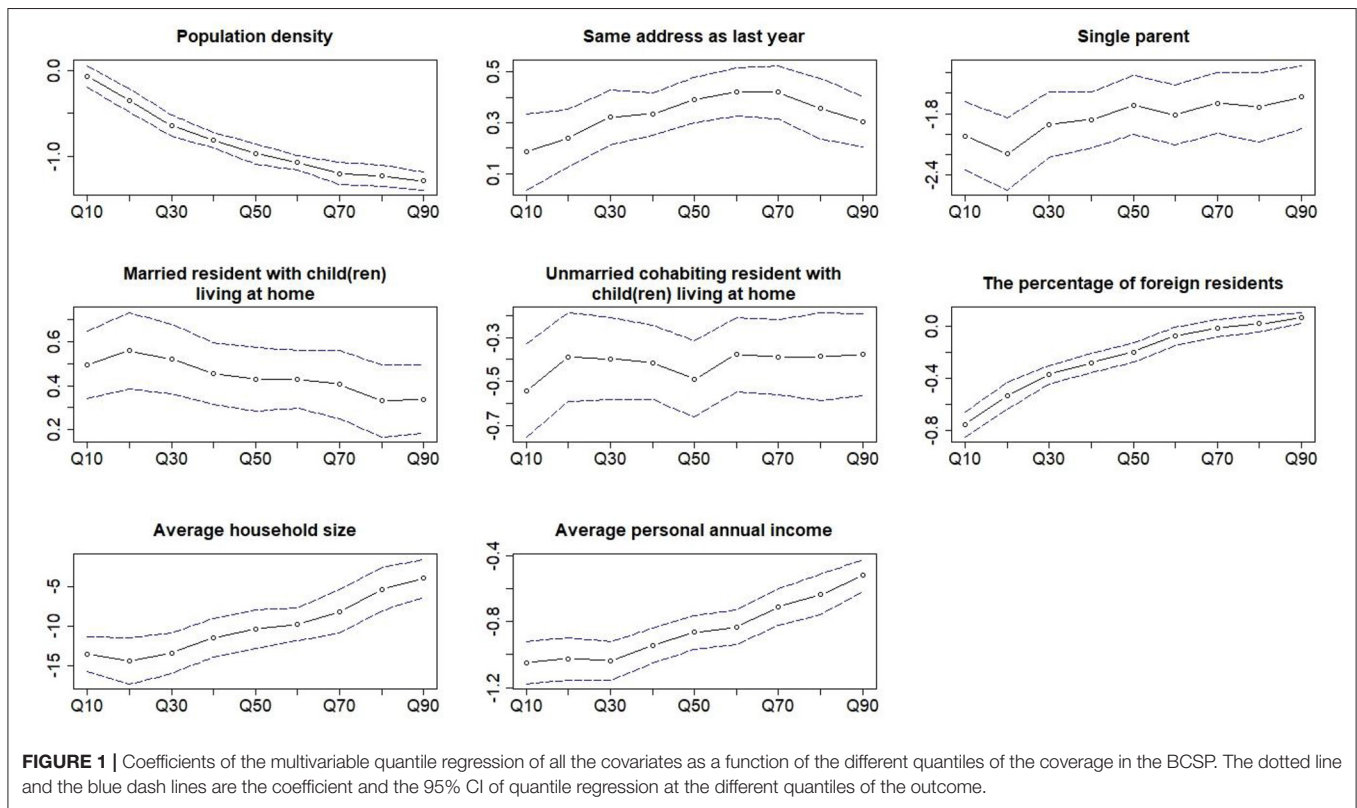 Population density
0.0
-1.0
Q10 Q30 Q50 Q70 Q90
Same address as last year
0.5
0.3
0.1
Q10 Q30 Q50 Q70 Q90
Single parent
-1.8
-2.4
Q10 Q30 Q50 Q70 Q90
Married resident with child(ren)
living at home
0.6
0.4
0.2
Q10 Q30 Q50 Q70 Q90
Unmarried cohabiting resident with
child(ren) living at home
-0.3
-0.5
-0.7
Q10 Q30 Q50 Q70 Q90
The percentage of foreign residents
0.0
-0.4
-0.8
Q10 Q30 Q50 Q70 Q90
Average household size
-5
-10
-15
Q10 Q30 Q50 Q70 Q90
Average personal annual income
-0.4
-0.8
-1.2
Q10 Q30 Q50 Q70 Q90
FIGURE 1 | Coefficients of the multivariable quantile regression of all the covariates as a function of the different quantiles of the coverage in the BCSP. The dotted line
and the blue dash lines are the coefficient and the 95% CI of quantile regression at the different quantiles of the outcome.